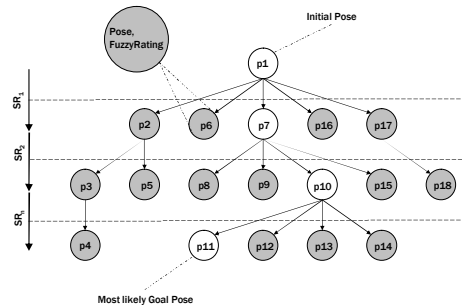 Initial Pose
Pose,
FuzzyRating
p1
SR1
p2
p6
p7
p16
p17
SR2
p3
p5
p8
p9
p10
p15
p18
SRn
p4
p11
p12
p13
p14
Most likely Goal Pose